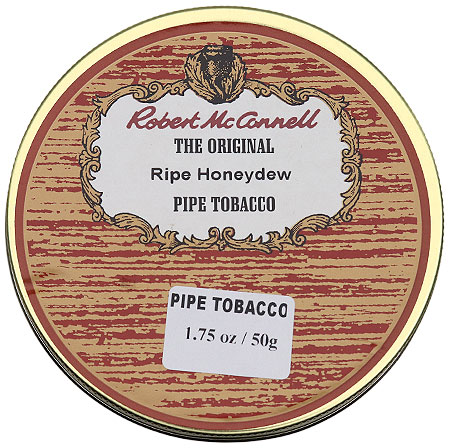 Robert McConnell
THE ORIGINAL
Ripe Honeydew
PIPE TOBACCO
PIPE TOBACCO
1.75 oz / 50g